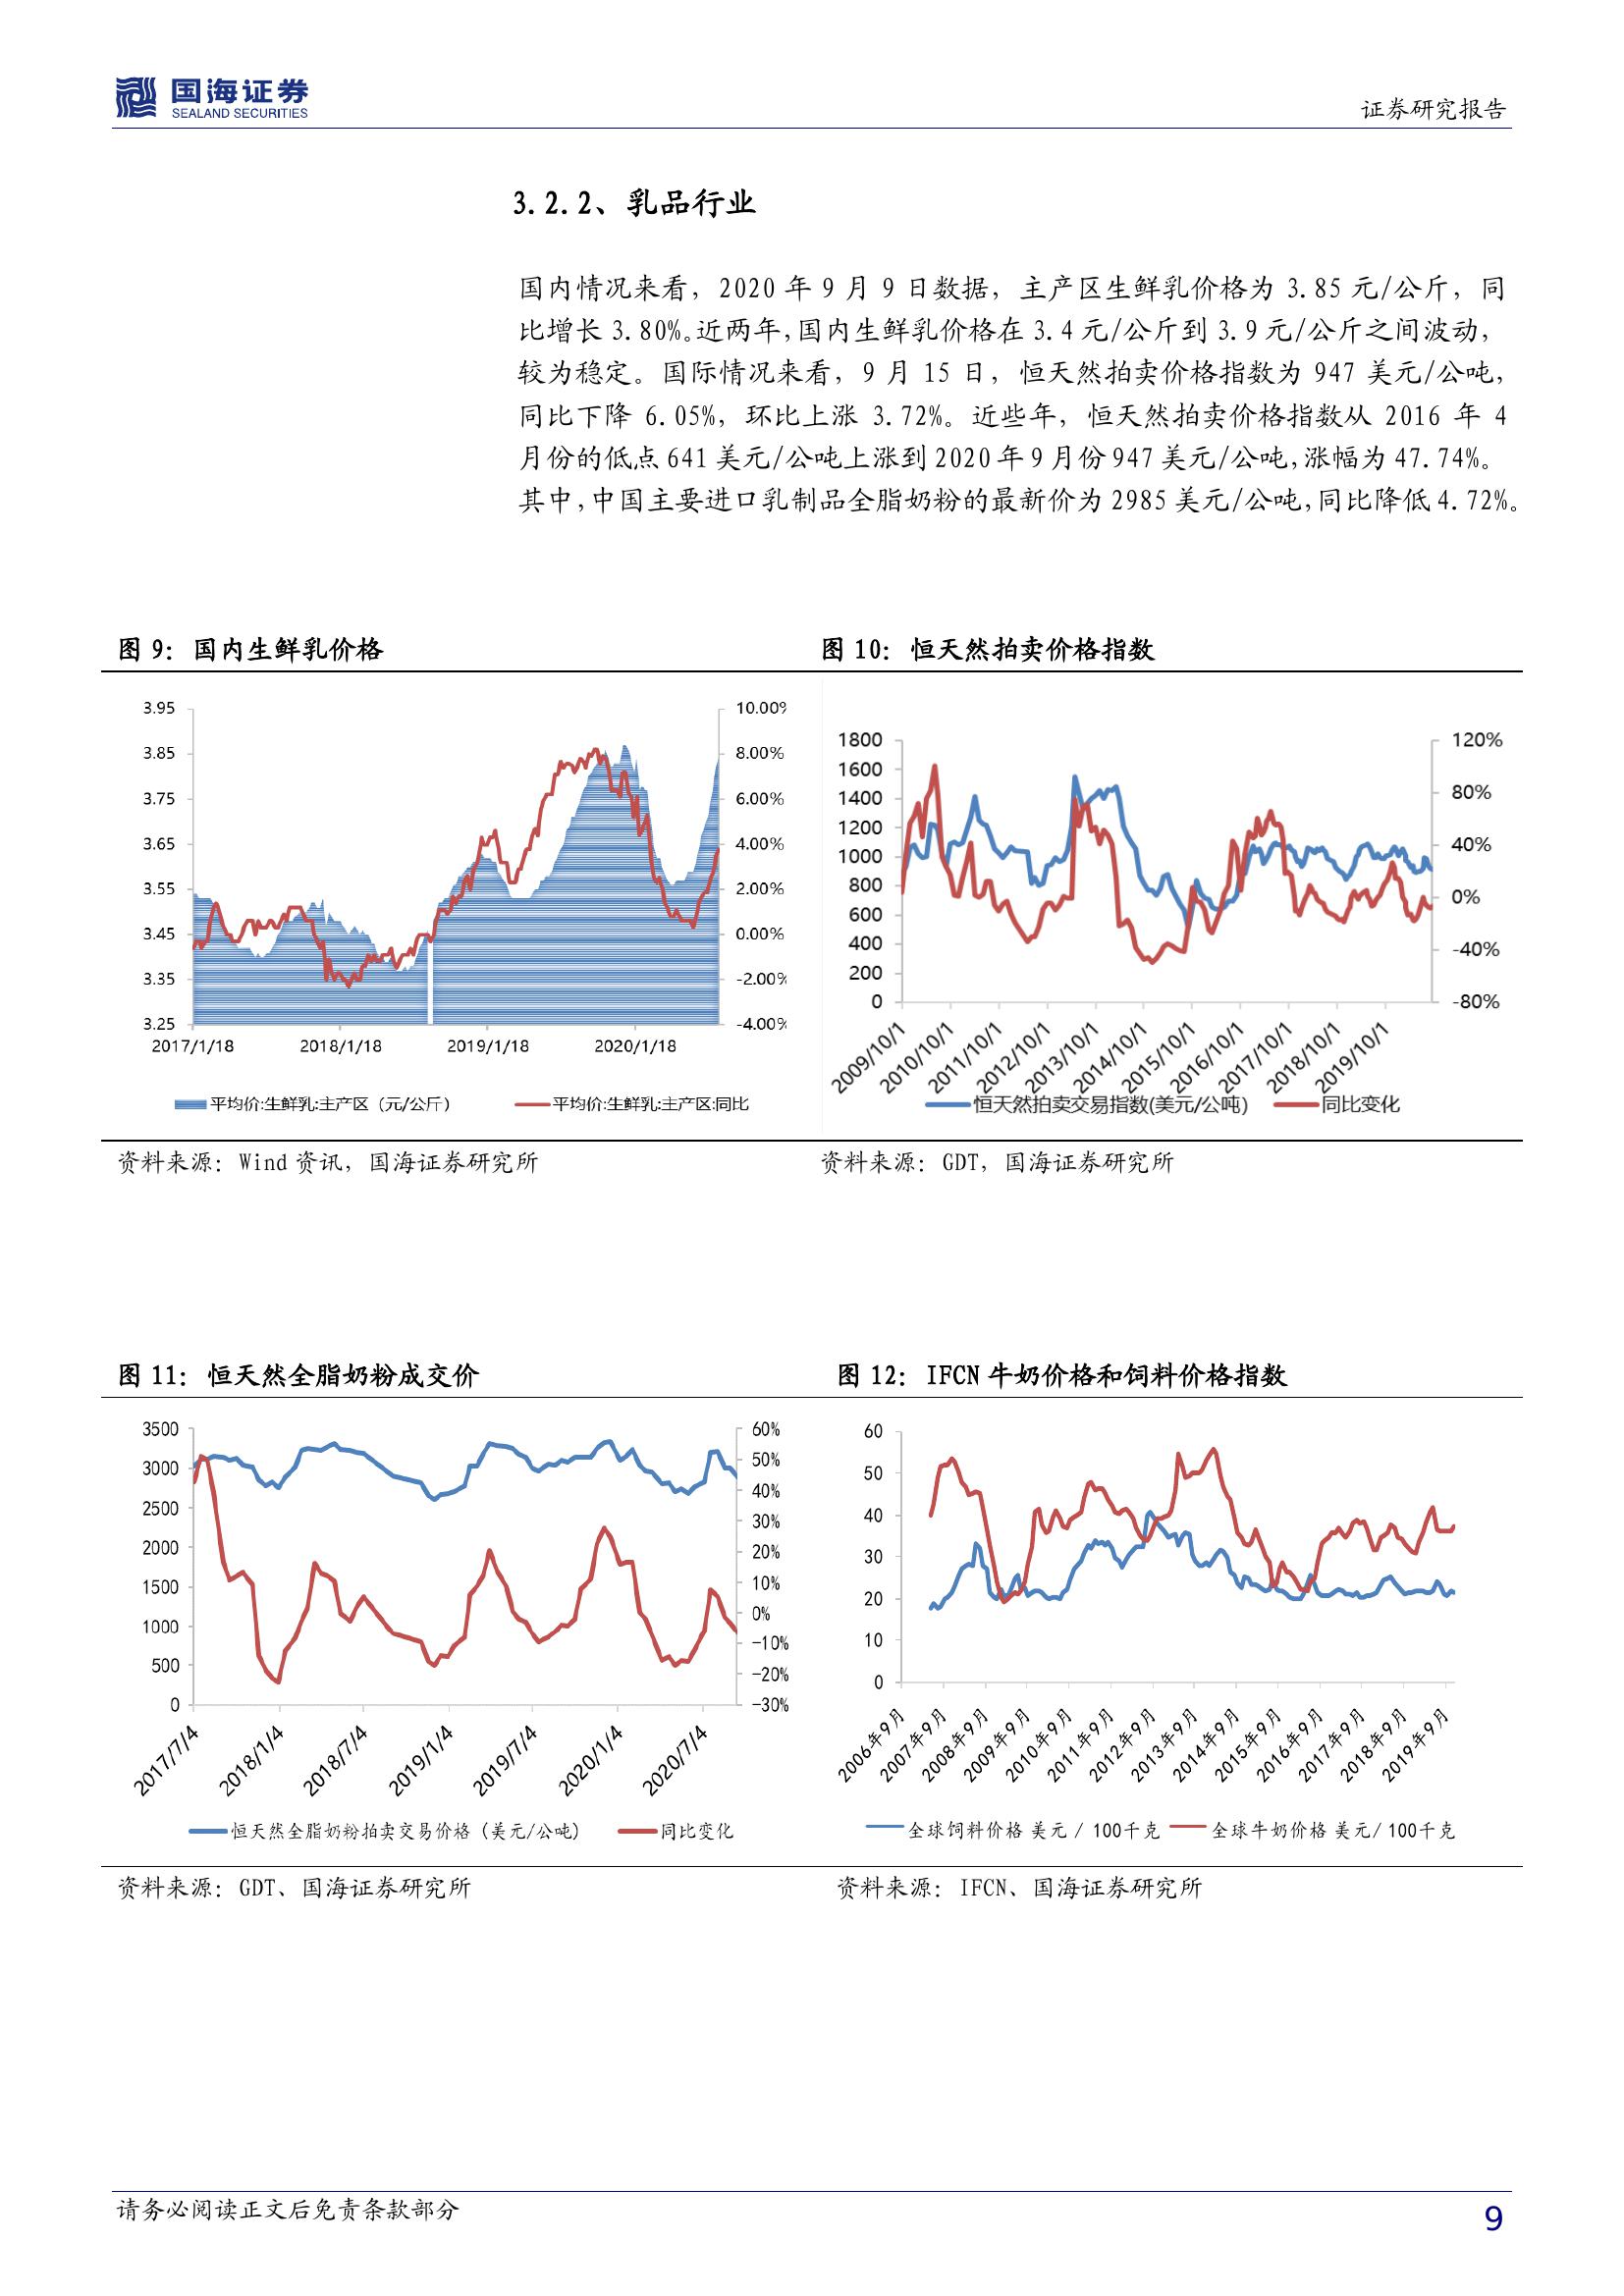 国海证券
SEALAND SECURITIES
证券研究报告
3.2.2、乳品行业
国内情况来看，2020 年 9 月 9 日数据，主产区生鲜乳价格为 3.85 元/公斤，同
比增长 3.80%。近两年，国内生鲜乳价格在 3.4 元/公斤到 3.9 元/公斤之间波动，
较为稳定。国际情况来看，9 月 15 日，恒天然拍卖价格指数为 947 美元/公吨，
同比下降 6.05%，环比上涨 3.72%。近些年，恒天然拍卖价格指数从 2016 年 4
月份的低点 641 美元/公吨上涨到 2020 年 9 月份 947 美元/公吨，涨幅为 47.74%。
其中，中国主要进口乳制品全脂奶粉的最新价为 2985 美元/公吨，同比降低 4.72%。
图 9：国内生鲜乳价格
3.95
3.85
3.75
3.65
3.55
3.45
3.35
3.25
10.00%
8.00%
6.00%
4.00%
2.00%
0.00%
-2.00%
-4.00%
2017/1/18 2018/1/18 2019/1/18 2020/1/18
平均价:生鲜乳:主产区（元/公斤） 平均价:生鲜乳:主产区:同比
资料来源：Wind 资讯，国海证券研究所
图 10：恒天然拍卖价格指数
1800
1600
1400
1200
1000
800
600
400
200
0
120%
80%
40%
0%
-40%
-80%
2009/10/1 2010/10/1 2011/10/1 2012/10/1 2013/10/1 2014/10/1 2015/10/1 2016/10/1 2017/10/1 2018/10/1 2019/10/1
恒天然拍卖交易指数(美元/公吨) 同比变化
资料来源：GDT，国海证券研究所
图 11：恒天然全脂奶粉成交价
3500
3000
2500
2000
1500
1000
500
0
60%
50%
40%
30%
20%
10%
0%
-10%
-20%
-30%
2017/7/4 2018/1/4 2018/7/4 2019/1/4 2019/7/4 2020/1/4 2020/7/4
恒天然全脂奶粉拍卖交易价格（美元/公吨） 同比变化
资料来源：GDT、国海证券研究所
图 12：IFCN 牛奶价格和饲料价格指数
60
50
40
30
20
10
0
2006年9月 2007年9月 2008年9月 2009年9月 2010年9月 2011年9月 2012年9月 2013年9月 2014年9月 2015年9月 2016年9月 2017年9月 2018年9月 2019年9月
全球饲料价格 美元 / 100千克 全球牛奶价格 美元/ 100千克
资料来源：IFCN、国海证券研究所
请务必阅读正文后免责条款部分
9